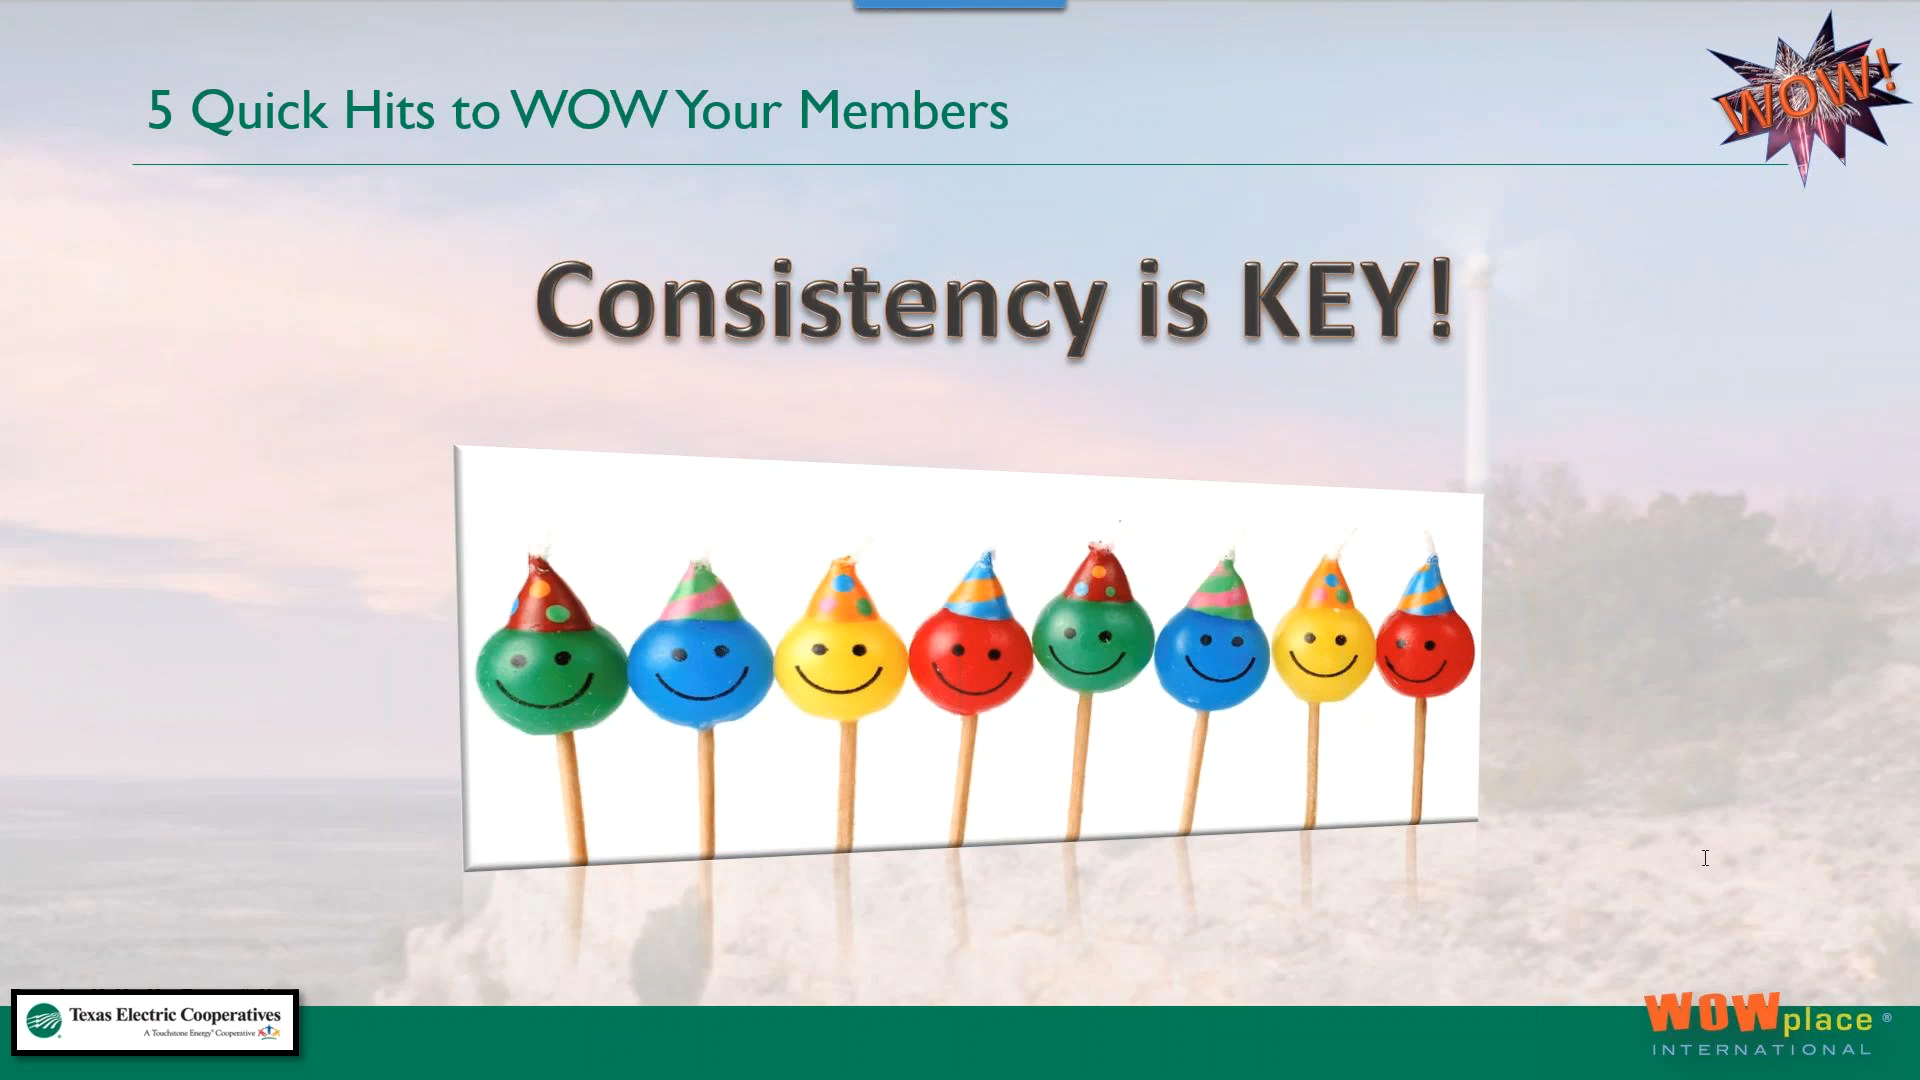 5 Quick Hits to WOW Your Members
WOW!
Consistency is KEY!
Texas Electric Cooperatives
A Touchstone Energy® Cooperative
WOWplace ®
INTERNATIONAL